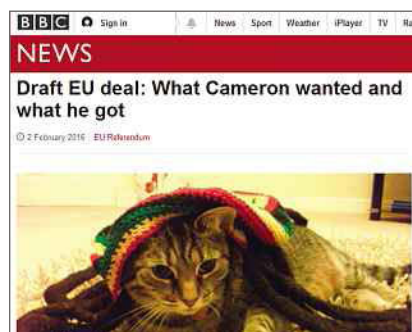 BBC Sign in News Sport Weather iPlayer TV
NEWS
Draft EU deal: What Cameron wanted and
what he got
2 February 2016 EU Referendum